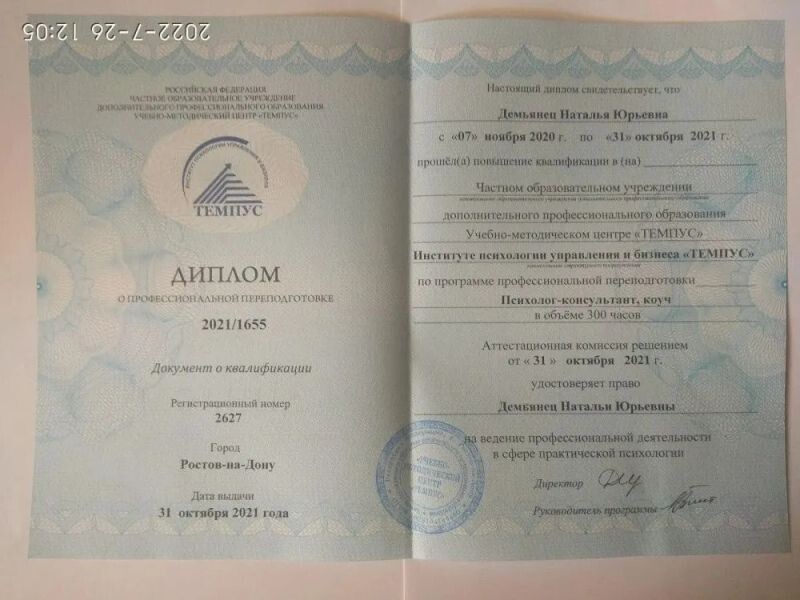 2022-7-26 12:05
РОССИЙСКАЯ ФЕДЕРАЦИЯ
ЧАСТНОЕ ОБРАЗОВАТЕЛЬНОЕ УЧРЕЖДЕНИЕ
ДОПОЛНИТЕЛЬНОГО ПРОФЕССИОНАЛЬНОГО ОБРАЗОВАНИЯ
УЧЕБНО-МЕТОДИЧЕСКИЙ ЦЕНТР «ТЕМПУС»
ТЕМПУС
ДИПЛОМ
О ПРОФЕССИОНАЛЬНОЙ ПЕРЕПОДГОТОВКЕ
2021/1655
Документ о квалификации
Регистрационный номер
2627
Город
Ростов-на-Дону
Дата выдачи
31 октября 2021 года
Настоящий диплом свидетельствует, что
Демьянец Наталья Юрьевна
с «07» ноября 2020 г. по «31» октября 2021 г.
прошёл(а) повышение квалификации в (на)
Частном образовательном учреждении
дополнительного профессионального образования
Учебно-методическом центре «ТЕМПУС»
Институте психологии управления и бизнеса «ТЕМПУС»
по программе профессиональной переподготовки
Психолог-консультант, коуч
в объёме 300 часов
Аттестационная комиссия решением
от «31» октября 2021 г.
удостоверяет право
Демьянец Натальи Юрьевны
на ведение профессиональной деятельности
в сфере практической психологии
Директор
Руководитель программы
УЧЕБНО-
МЕТОДИЧЕСКИЙ
ЦЕНТР
«ТЕМПУС»